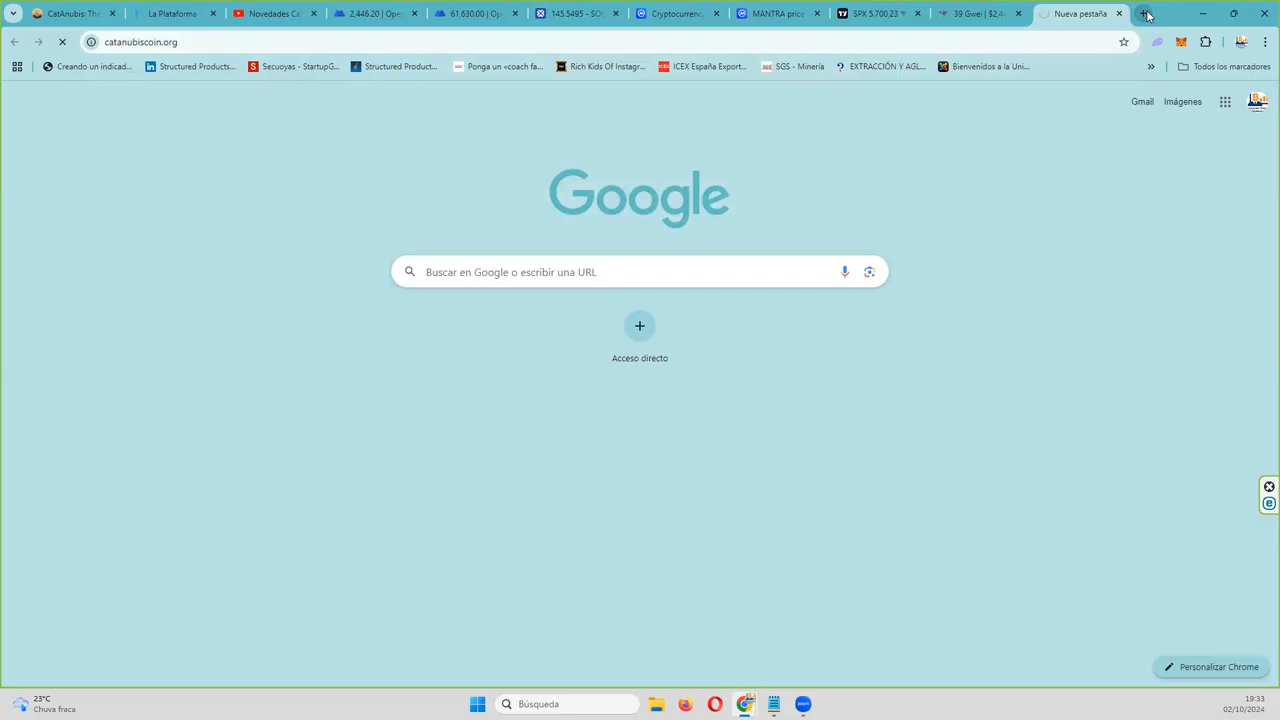 CatAnubis: The
La Plataforma
Novedades Ca
2,446.20 | Ope
61,630.00 | Op
145.5495 - SO
Cryptocurrency
MANTRA price
SPX 5.700,23
39 Gwei | $2,4
Nueva pestaña
catanubiscoin.org
Creando un indicad...
Structured Products...
Secuoyas - StartupG...
Structured Product...
Ponga un «coach fa...
Rich Kids Of Instagr...
ICEX España Export...
SGS - Minería
EXTRACCIÓN Y AGL...
Bienvenidos a la Uni...
»
Todos los marcadores
Gmail
Imágenes
Google
Buscar en Google o escribir una URL
Acceso directo
Personalizar Chrome
23°C
Chuva fraca
Búsqueda
zoom
19:33
02/10/2024